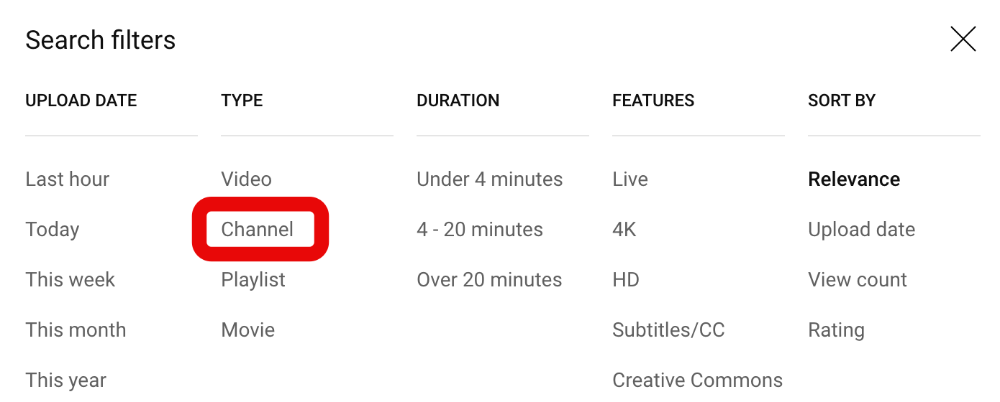 Search filters
UPLOAD DATE TYPE DURATION FEATURES SORT BY
Last hour Video Under 4 minutes Live Relevance
Today Channel 4 - 20 minutes 4K Upload date
This week Playlist Over 20 minutes HD View count
This month Movie Subtitles/CC Rating
This year Creative Commons